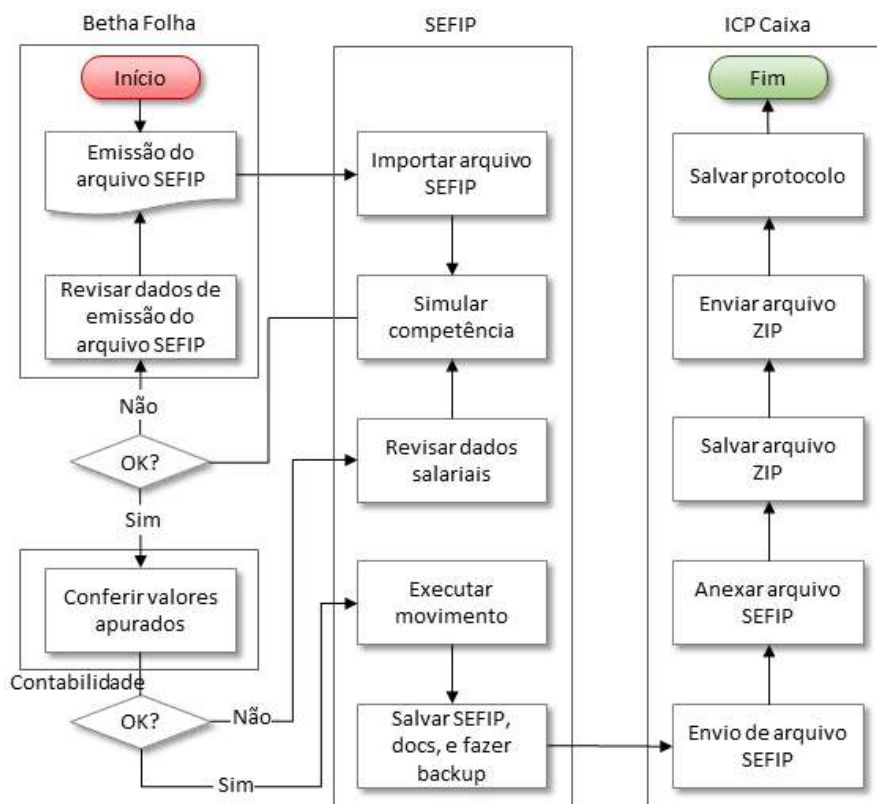 Betha Folha
Início
Emissão do
arquivo SEFIP
Revisar dados de
emissão do
arquivo SEFIP
Não
OK?
Sim
Conferir valores
apurados
Contabilidade
OK?
Não
Sim
SEFIP
Importar arquivo
SEFIP
Simular
competência
Revisar dados
salariais
Executar
movimento
Salvar SEFIP,
docs, e fazer
backup
ICP Caixa
Fim
Salvar protocolo
Enviar arquivo
ZIP
Salvar arquivo
ZIP
Anexar arquivo
SEFIP
Envio de arquivo
SEFIP